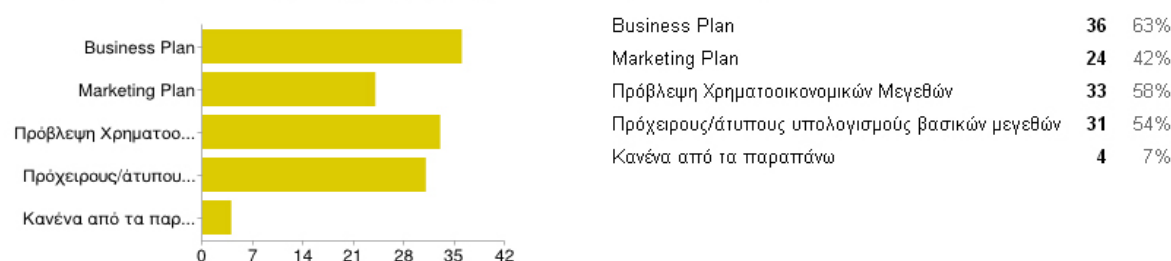 Business Plan
Marketing Plan
Πρόβλεψη Χρηματοο...
Πρόχειρους/άτυπου...
Κανένα από τα παρ...
0 7 14 21 28 35 42
Business Plan 36 63%
Marketing Plan 24 42%
Πρόβλεψη Χρηματοοικονομικών Μεγεθών 33 58%
Πρόχειρους/άτυπους υπολογισμούς βασικών μεγεθών 31 54%
Κανένα από τα παραπάνω 4 7%